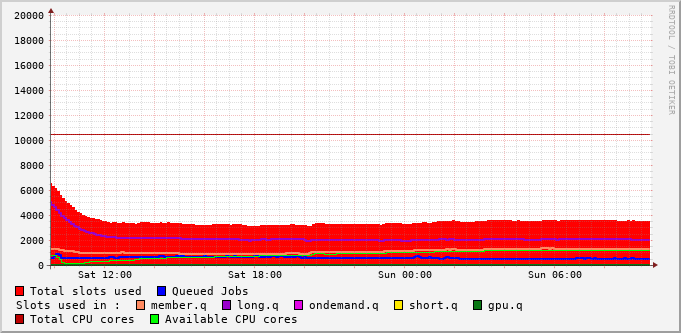 20000
18000
16000
14000
12000
10000
8000
6000
4000
2000
0
Sat 12:00 Sat 18:00 Sun 00:00 Sun 06:00
RRDTOOL / TOBI OETIKER
Total slots used Queued Jobs
Slots used in : member.q long.q ondemand.q short.q gpu.q
Total CPU cores Available CPU cores